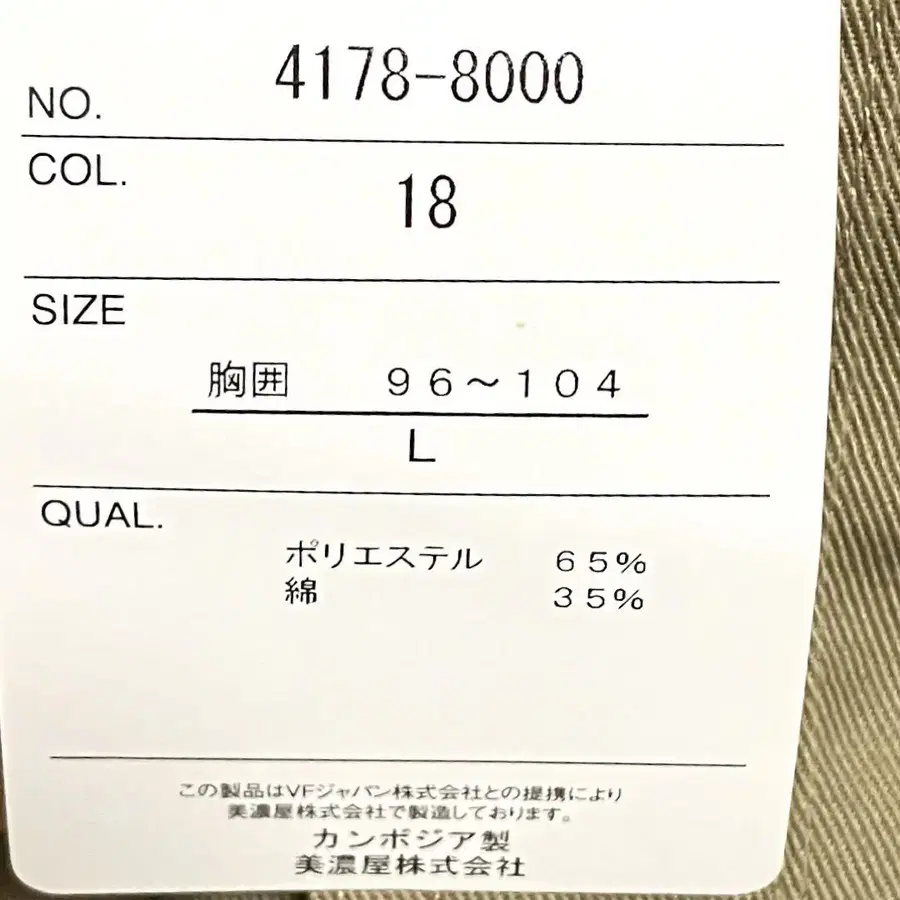 NO. 4178-8000
COL. 18
SIZE
胸囲 96〜104
L
QUAL.
ポリエステル 65%
綿 35%
この製品はVFジャパン株式会社との提携により
美濃屋株式会社で製造しております。
カンボジア製
美濃屋株式会社